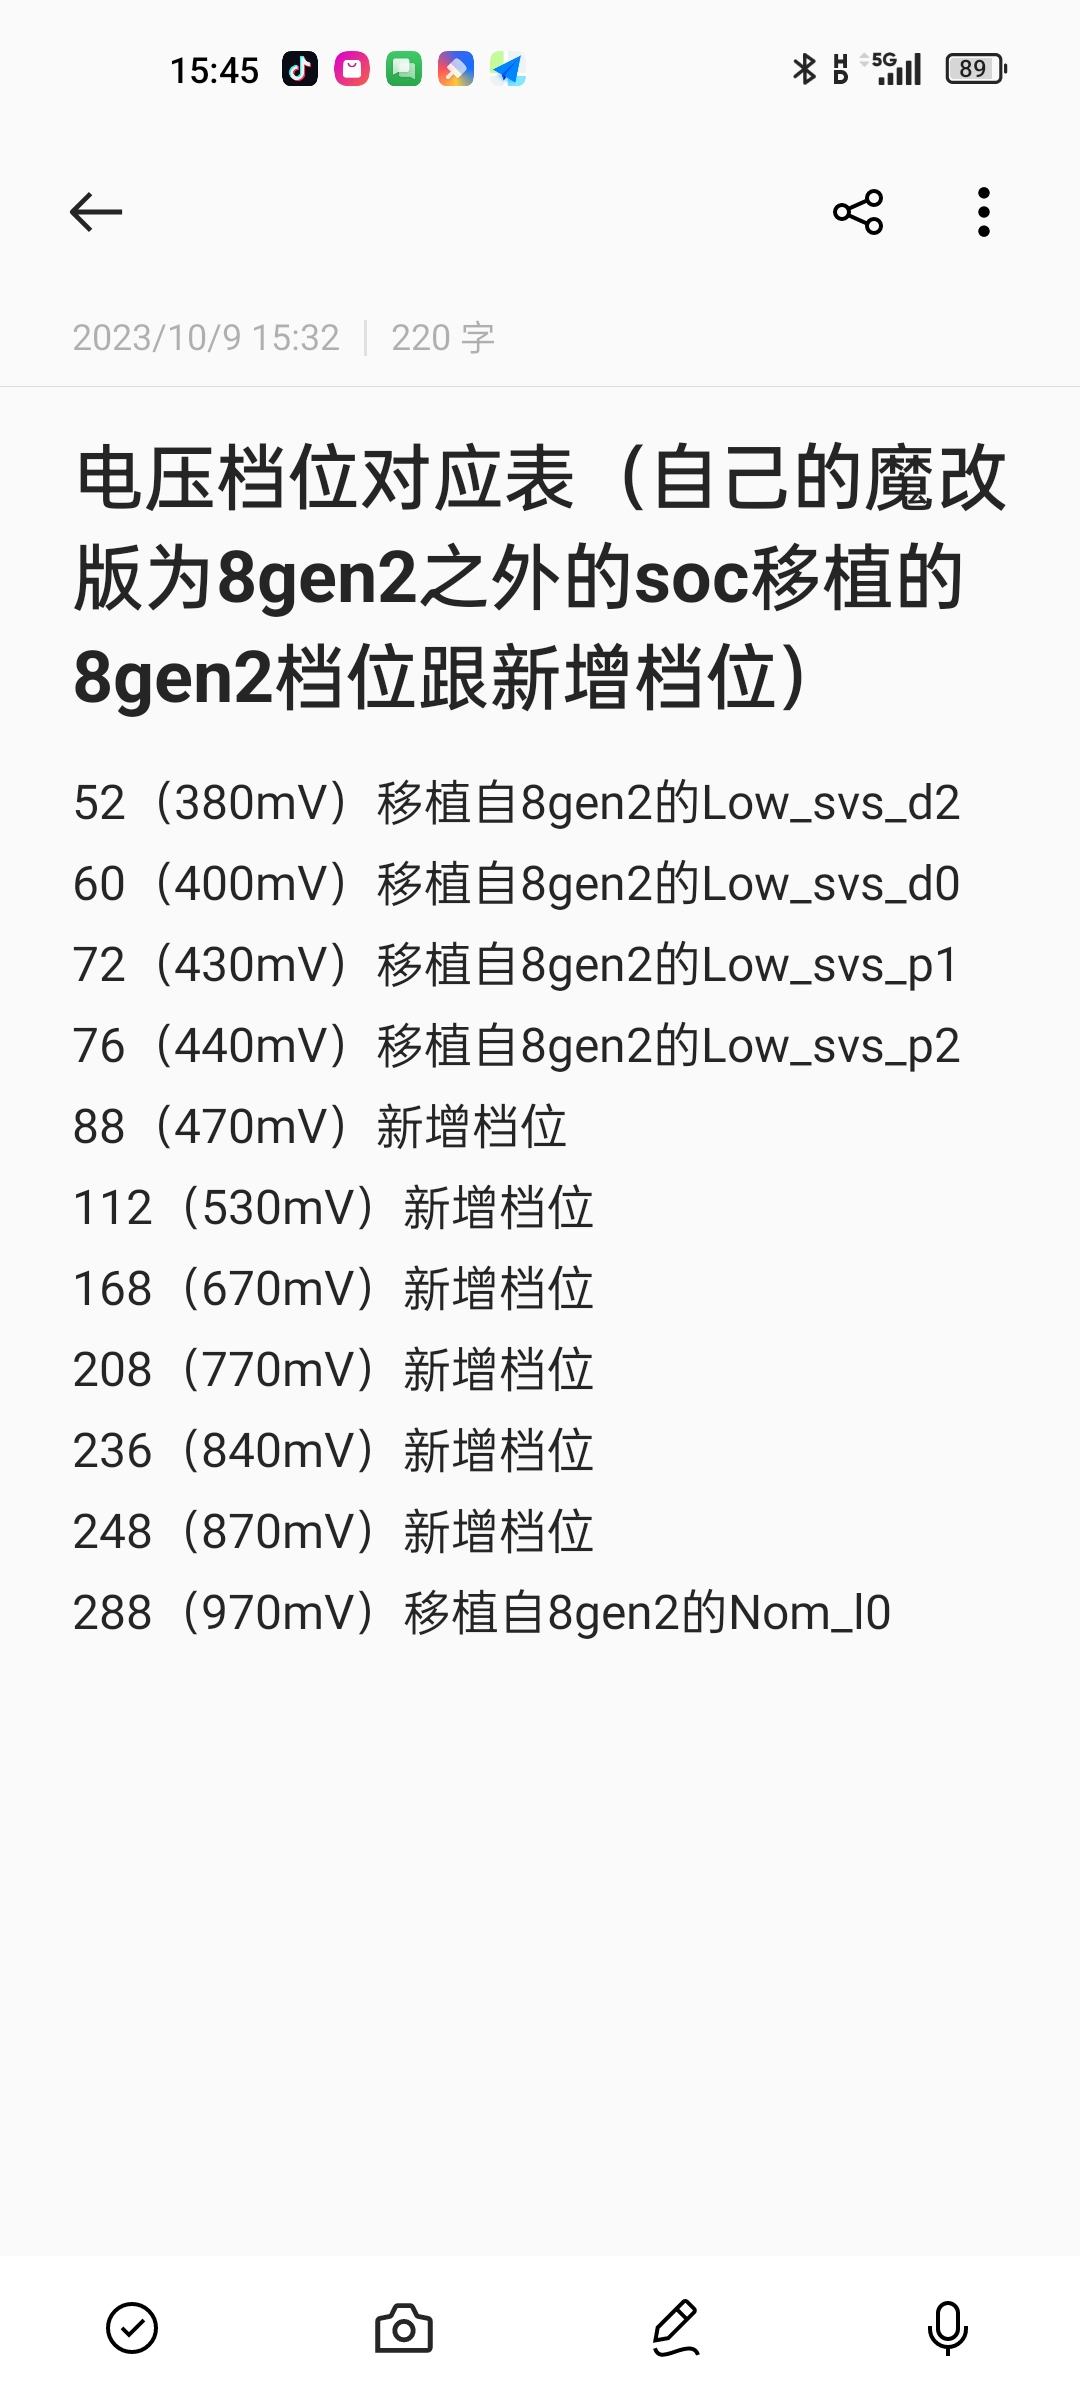 15:45
HD 5G 89
2023/10/9 15:32 220 字
电压档位对应表（自己的魔改
版为8gen2之外的soc移植的
8gen2档位跟新增档位）
52（380mV）移植自8gen2的Low_svs_d2
60（400mV）移植自8gen2的Low_svs_d0
72（430mV）移植自8gen2的Low_svs_p1
76（440mV）移植自8gen2的Low_svs_p2
88（470mV）新增档位
112（530mV）新增档位
168（670mV）新增档位
208（770mV）新增档位
236（840mV）新增档位
248（870mV）新增档位
288（970mV）移植自8gen2的Nom_l0